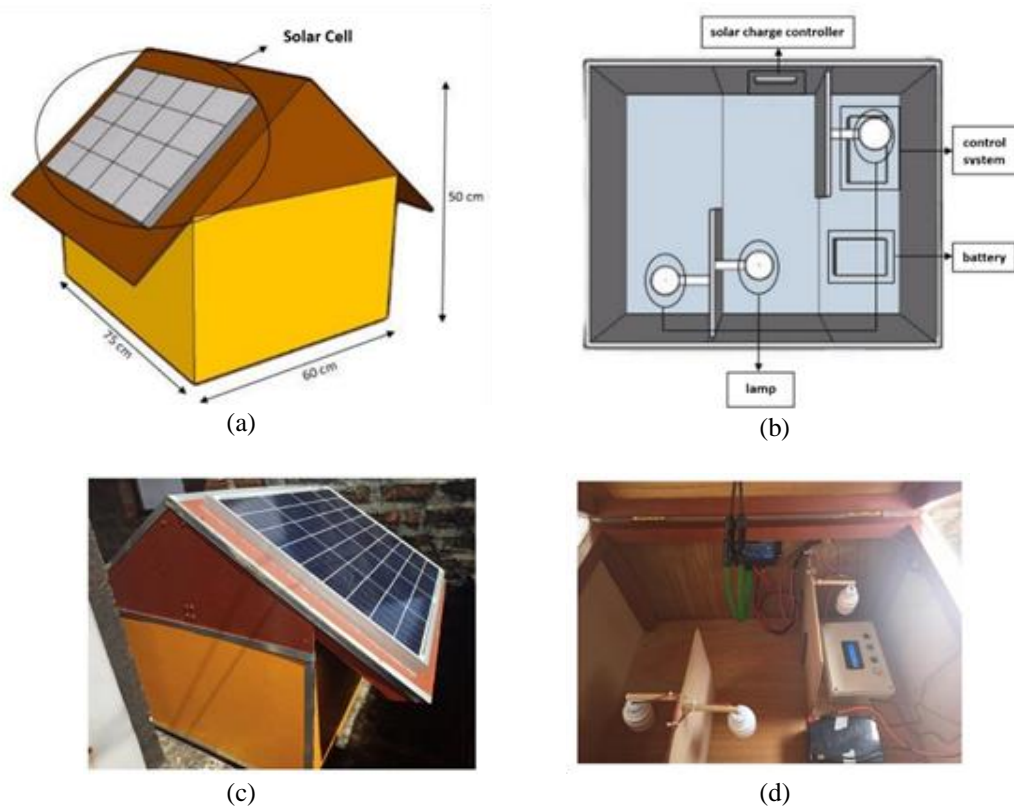 Solar Cell
50 cm
75 cm
60 cm
(a)
solar charge controller
control
system
battery
lamp
(b)
(c)
(d)